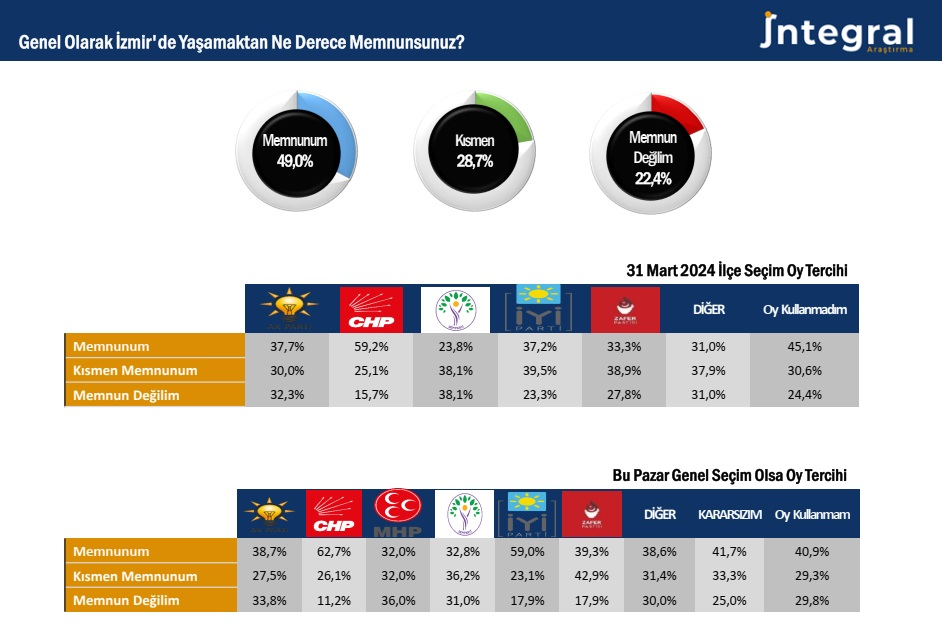 Genel Olarak İzmir'de Yaşamaktan Ne Derece Memnunsunuz?
integral
Araştırma
Memnunum
49,0%
Kısmen
28,7%
Memnun
Değilim
22,4%
31 Mart 2024 İlçe Seçim Oy Tercihi
AK PARTİ CHP İYİ PARTİ ZAFER PARTİSİ DİĞER Oy Kullanmadım
Memnunum 37,7% 59,2% 23,8% 37,2% 33,3% 31,0% 45,1%
Kısmen Memnunum 30,0% 25,1% 38,1% 39,5% 38,9% 37,9% 30,6%
Memnun Değilim 32,3% 15,7% 38,1% 23,3% 27,8% 31,0% 24,4%
Bu Pazar Genel Seçim Olsa Oy Tercihi
AK PARTİ CHP MHP İYİ PARTİ ZAFER PARTİSİ DİĞER KARARSIZIM Oy Kullanmam
Memnunum 38,7% 62,7% 32,0% 32,8% 59,0% 39,3% 38,6% 41,7% 40,9%
Kısmen Memnunum 27,5% 26,1% 32,0% 36,2% 23,1% 42,9% 31,4% 33,3% 29,3%
Memnun Değilim 33,8% 11,2% 36,0% 31,0% 17,9% 17,9% 30,0% 25,0% 29,8%